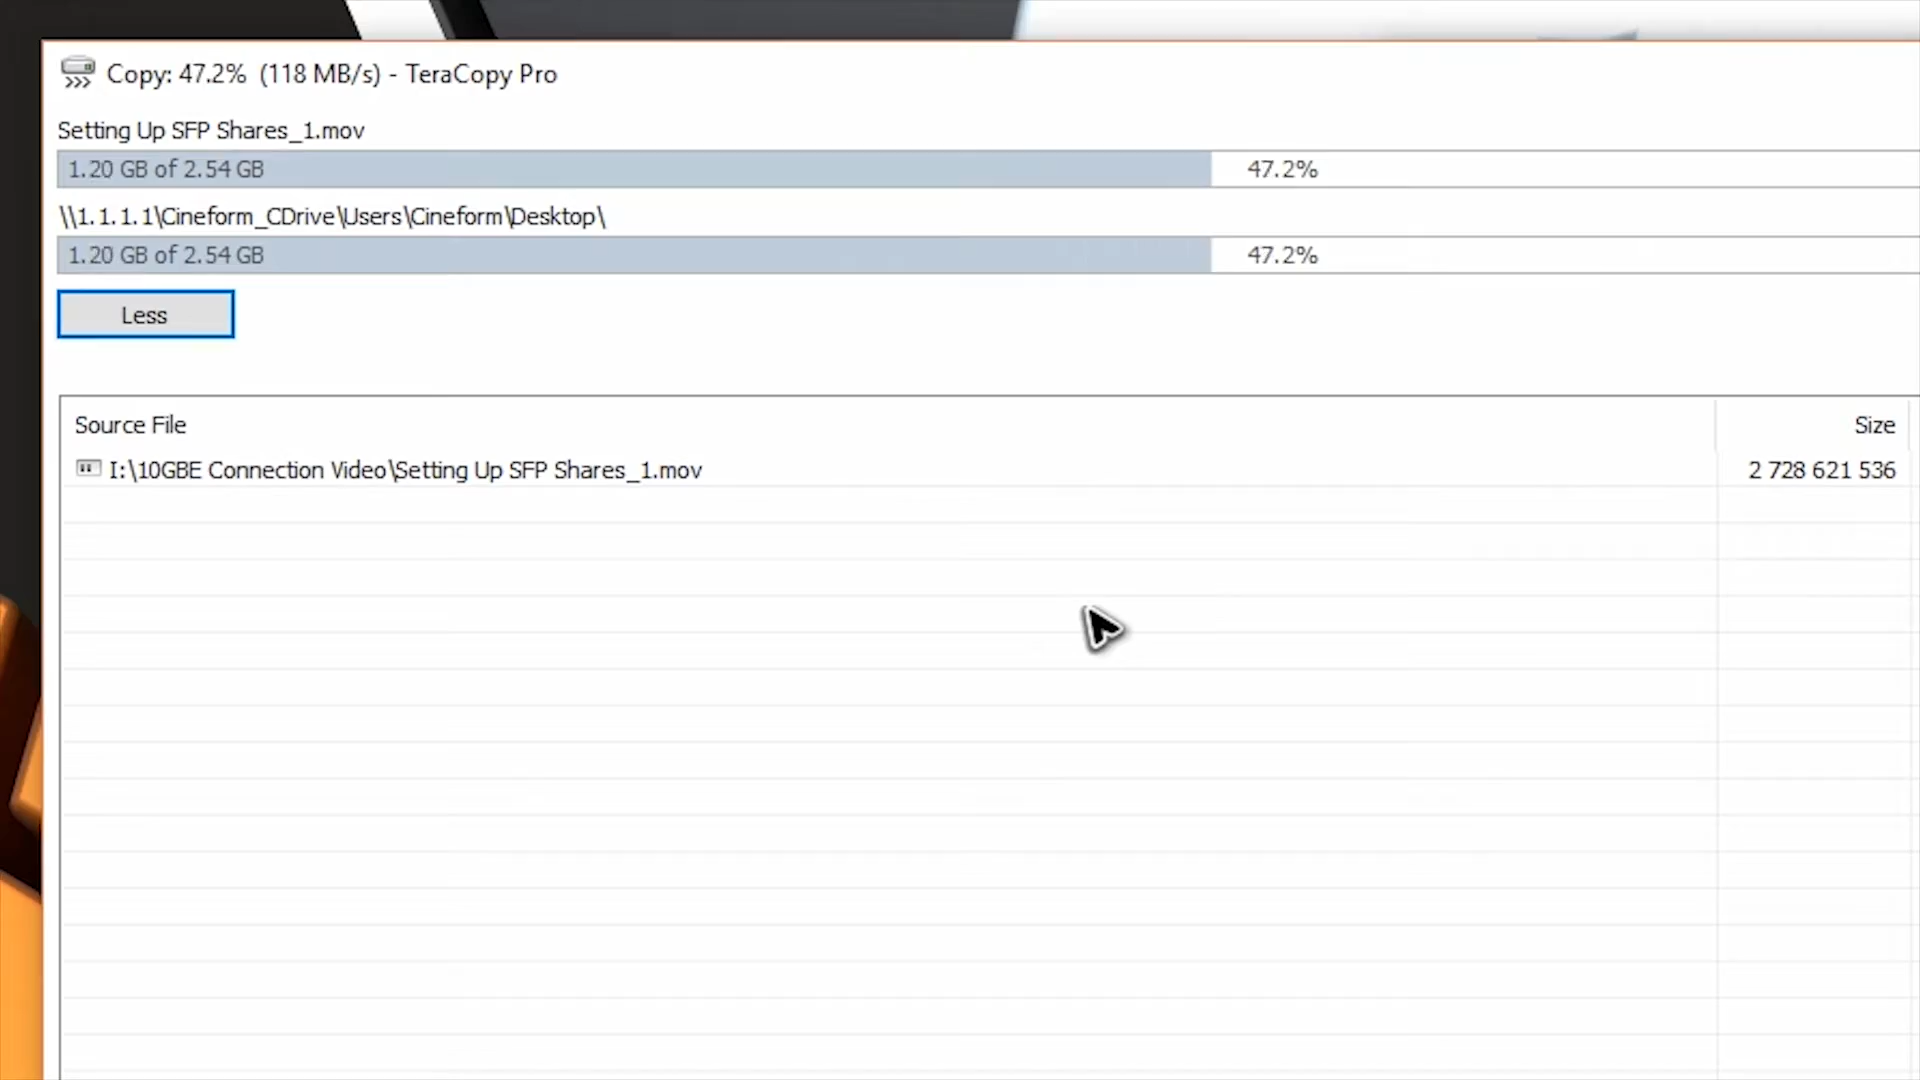 Copy: 47.2% (118 MB/s) - TeraCopy Pro
Setting Up SFP Shares_1.mov
1.20 GB of 2.54 GB 47.2%
\\1.1.1.1\Cineform_CDrive\Users\Cineform\Desktop\
1.20 GB of 2.54 GB 47.2%
Less
Source File Size
I:\10GBE Connection Video\Setting Up SFP Shares_1.mov 2 728 621 536